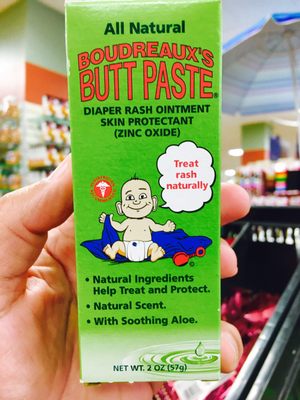 All Natural
BOUDREAUX'S
BUTT PASTE®
DIAPER RASH OINTMENT
SKIN PROTECTANT
(ZINC OXIDE)
Treat
rash
naturally
• Natural Ingredients
Help Treat and Protect.
• Natural Scent.
• With Soothing Aloe.
NET WT. 2 OZ (57g)